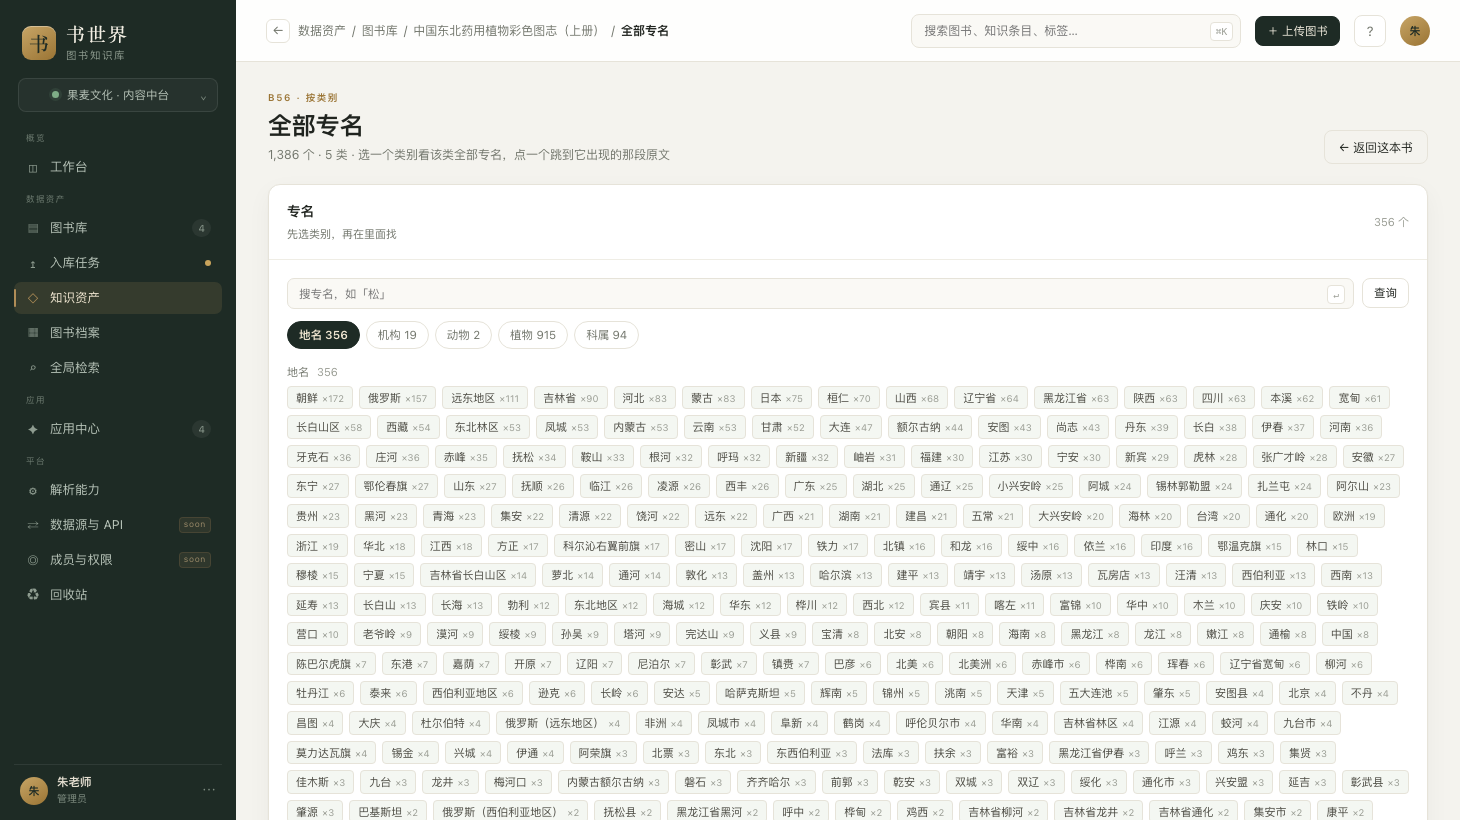 书 书世界
图书知识库
果麦文化 · 内容中台
概览
工作台
数据资产
图书库 4
入库任务
知识资产
图书档案
全局检索
应用
应用中心 4
平台
解析能力
数据源与 API soon
成员与权限 soon
回收站
朱 朱老师
管理员
← 数据资产 / 图书库 / 中国东北药用植物彩色图志（上册） / 全部专名
搜索图书、知识条目、标签... ⌘K
+ 上传图书
?
朱
B56 · 按类别
全部专名
1,386 个 · 5 类 · 选一个类别看该类全部专名，点一个跳到它出现的那段原文
← 返回这本书
专名
先选类别，再在里面找
356 个
搜专名，如「松」 ↵
查询
地名 356 机构 19 动物 2 植物 915 科属 94
地名 356
朝鲜 ×172 俄罗斯 ×157 远东地区 ×111 吉林省 ×90 河北 ×83 蒙古 ×83 日本 ×75 桓仁 ×70 山西 ×68 辽宁省 ×64 黑龙江省 ×63 陕西 ×63 四川 ×63 本溪 ×62 宽甸 ×61
长白山区 ×58 西藏 ×54 东北林区 ×53 凤城 ×53 内蒙古 ×53 云南 ×53 甘肃 ×52 大连 ×47 额尔古纳 ×44 安图 ×43 尚志 ×43 丹东 ×39 长白 ×38 伊春 ×37 河南 ×36
牙克石 ×36 庄河 ×36 赤峰 ×35 抚松 ×34 鞍山 ×33 根河 ×32 呼玛 ×32 新疆 ×32 岫岩 ×31 福建 ×30 江苏 ×30 宁安 ×30 新宾 ×29 虎林 ×28 张广才岭 ×28 安徽 ×27
东宁 ×27 鄂伦春旗 ×27 山东 ×27 抚顺 ×26 临江 ×26 凌源 ×26 西丰 ×26 广东 ×25 湖北 ×25 通辽 ×25 小兴安岭 ×25 阿城 ×24 锡林郭勒盟 ×24 扎兰屯 ×24 阿尔山 ×23
贵州 ×23 黑河 ×23 青海 ×23 集安 ×22 清源 ×22 饶河 ×22 远东 ×22 广西 ×21 湖南 ×21 建昌 ×21 五常 ×21 大兴安岭 ×20 海林 ×20 台湾 ×20 通化 ×20 欧洲 ×19
浙江 ×19 华北 ×18 江西 ×18 方正 ×17 科尔沁右翼前旗 ×17 密山 ×17 沈阳 ×17 铁力 ×17 北镇 ×16 和龙 ×16 绥中 ×16 依兰 ×16 印度 ×16 鄂温克旗 ×15 林口 ×15
穆棱 ×15 宁夏 ×15 吉林省长白山区 ×14 萝北 ×14 通河 ×14 敦化 ×13 盖州 ×13 哈尔滨 ×13 建平 ×13 靖宇 ×13 汤原 ×13 瓦房店 ×13 汪清 ×13 西伯利亚 ×13 西南 ×13
延寿 ×13 长白山 ×13 长海 ×13 勃利 ×12 东北地区 ×12 海城 ×12 华东 ×12 桦川 ×12 西北 ×12 宾县 ×11 喀左 ×11 富锦 ×10 华中 ×10 木兰 ×10 庆安 ×10 铁岭 ×10
营口 ×10 老爷岭 ×9 漠河 ×9 绥棱 ×9 孙吴 ×9 塔河 ×9 完达山 ×9 义县 ×9 宝清 ×8 北安 ×8 朝阳 ×8 海南 ×8 黑龙江 ×8 龙江 ×8 嫩江 ×8 通榆 ×8 中国 ×8
陈巴尔虎旗 ×7 东港 ×7 嘉荫 ×7 开原 ×7 辽阳 ×7 尼泊尔 ×7 彰武 ×7 镇赉 ×7 巴彦 ×6 北美 ×6 北美洲 ×6 赤峰市 ×6 桦南 ×6 珲春 ×6 辽宁省宽甸 ×6 柳河 ×6
牡丹江 ×6 泰来 ×6 西伯利亚地区 ×6 逊克 ×6 长岭 ×6 安达 ×5 哈萨克斯坦 ×5 辉南 ×5 锦州 ×5 洮南 ×5 天津 ×5 五大连池 ×5 肇东 ×5 安图县 ×4 北京 ×4 不丹 ×4
昌图 ×4 大庆 ×4 杜尔伯特 ×4 俄罗斯（远东地区） ×4 非洲 ×4 凤城市 ×4 阜新 ×4 鹤岗 ×4 呼伦贝尔市 ×4 华南 ×4 吉林省林区 ×4 江源 ×4 蛟河 ×4 九台市 ×4
莫力达瓦旗 ×4 锡金 ×4 兴城 ×4 伊通 ×4 阿荣旗 ×3 北票 ×3 东北 ×3 东西伯利亚 ×3 法库 ×3 扶余 ×3 富裕 ×3 黑龙江省伊春 ×3 呼兰 ×3 鸡东 ×3 集贤 ×3
佳木斯 ×3 九台 ×3 龙井 ×3 梅河口 ×3 内蒙古额尔古纳 ×3 磐石 ×3 齐齐哈尔 ×3 前郭 ×3 乾安 ×3 双城 ×3 双辽 ×3 绥化 ×3 通化市 ×3 兴安盟 ×3 延吉 ×3 彰武县 ×3
肇源 ×3 巴基斯坦 ×2 俄罗斯（西伯利亚地区） ×2 抚松县 ×2 黑龙江省黑河 ×2 呼中 ×2 桦甸 ×2 鸡西 ×2 吉林省柳河 ×2 吉林省龙井 ×2 吉林省通化 ×2 集安市 ×2 康平 ×2